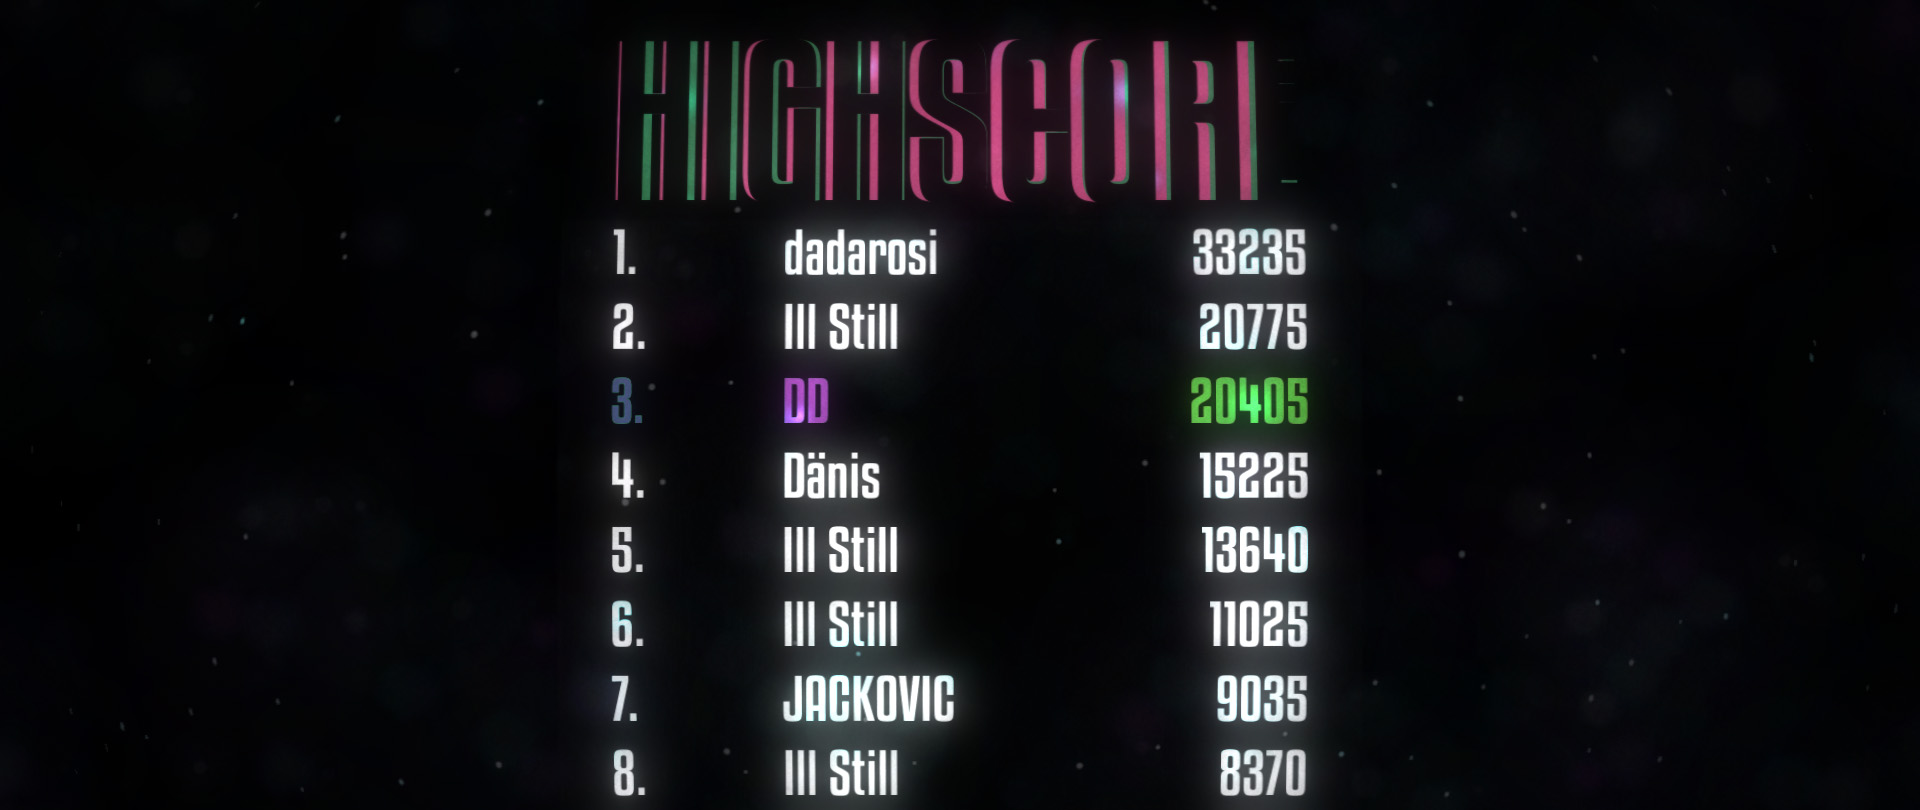 HIGHSCORE
1. dadarosi 33235
2. III Still 20775
3. DD 20405
4. Dänis 15225
5. III Still 13640
6. III Still 11025
7. JACKOVIC 9035
8. III Still 8370